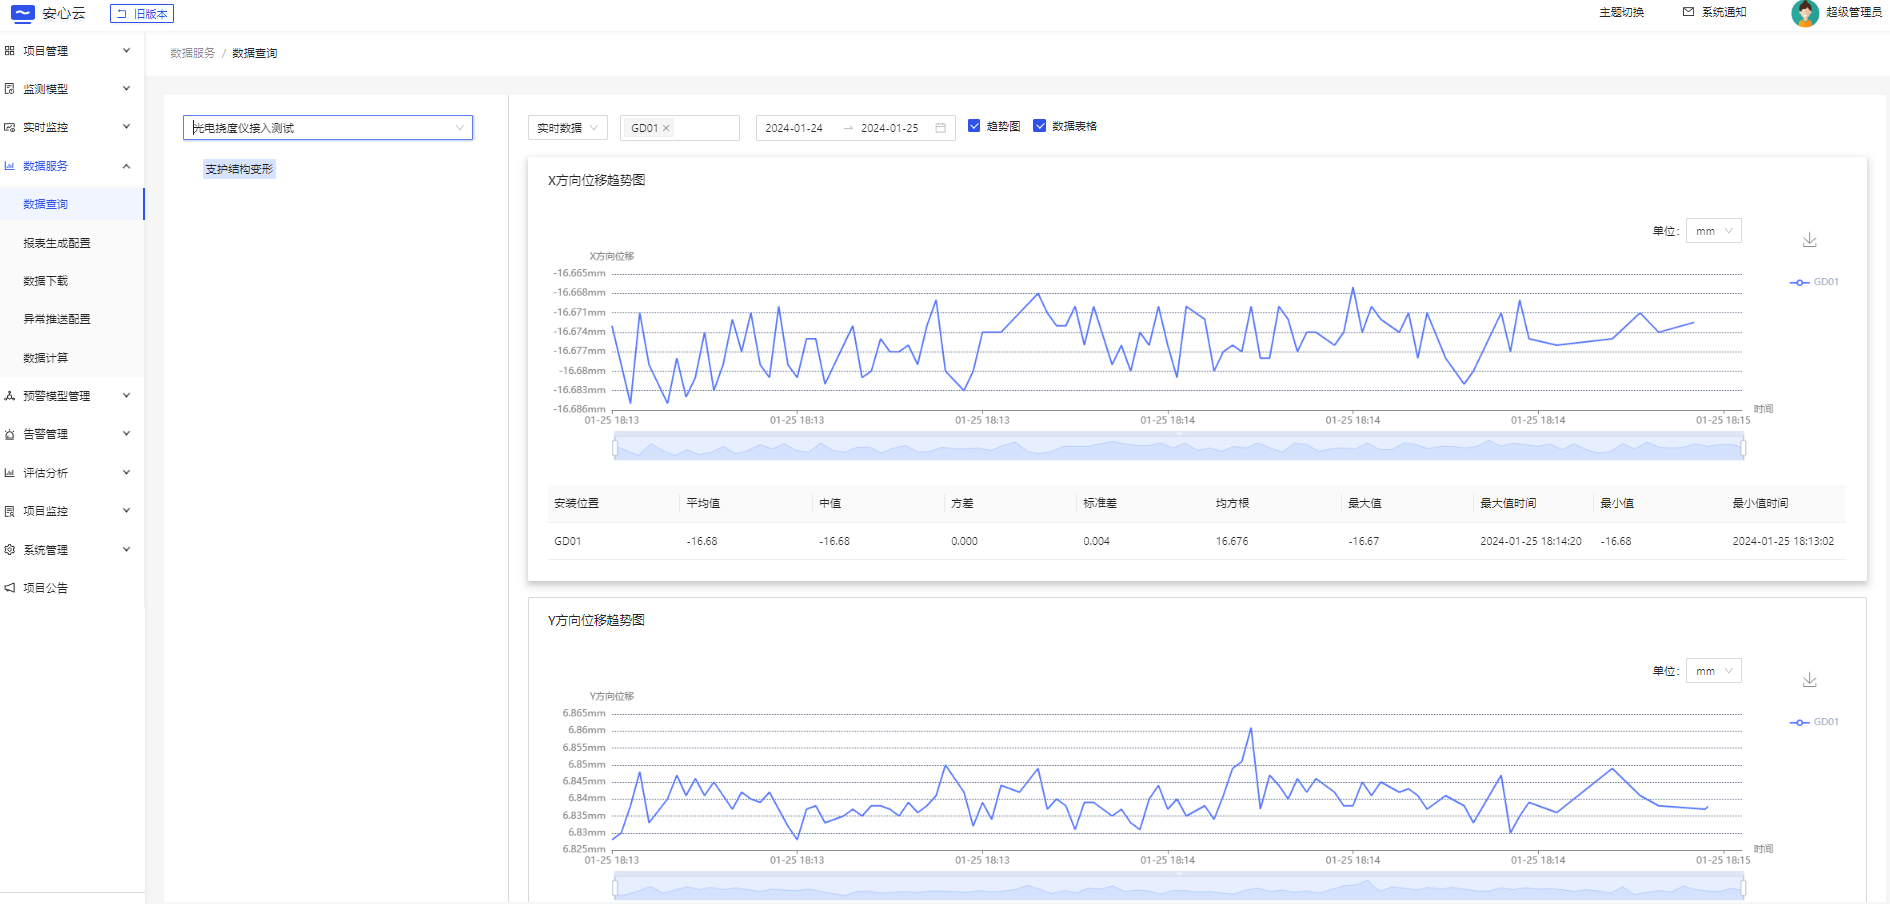 安心云
旧版本
主题切换
系统通知
超级管理员
项目管理
监测模型
实时监控
数据服务
数据查询
报表生成配置
数据下载
异常推送配置
数据计算
预警模型管理
告警管理
评估分析
项目监控
系统管理
项目公告
数据服务 / 数据查询
光电挠度仪接入测试
支护结构变形
实时数据
GD01
2024-01-24
2024-01-25
趋势图
数据表格
X方向位移趋势图
单位:
mm
X方向位移
GD01
-16.665mm
-16.668mm
-16.671mm
-16.674mm
-16.677mm
-16.68mm
-16.683mm
-16.686mm
时间
01-25 18:13
01-25 18:13
01-25 18:13
01-25 18:14
01-25 18:14
01-25 18:14
01-25 18:15
安装位置 平均值 中值 方差 标准差 均方根 最大值 最大值时间 最小值 最小值时间
GD01 -16.68 -16.68 0.000 0.004 16.676 -16.67 2024-01-25 18:14:20 -16.68 2024-01-25 18:13:02
Y方向位移趋势图
单位:
mm
Y方向位移
GD01
6.865mm
6.86mm
6.855mm
6.85mm
6.845mm
6.84mm
6.835mm
6.83mm
6.825mm
时间
01-25 18:13
01-25 18:13
01-25 18:13
01-25 18:14
01-25 18:14
01-25 18:14
01-25 18:15